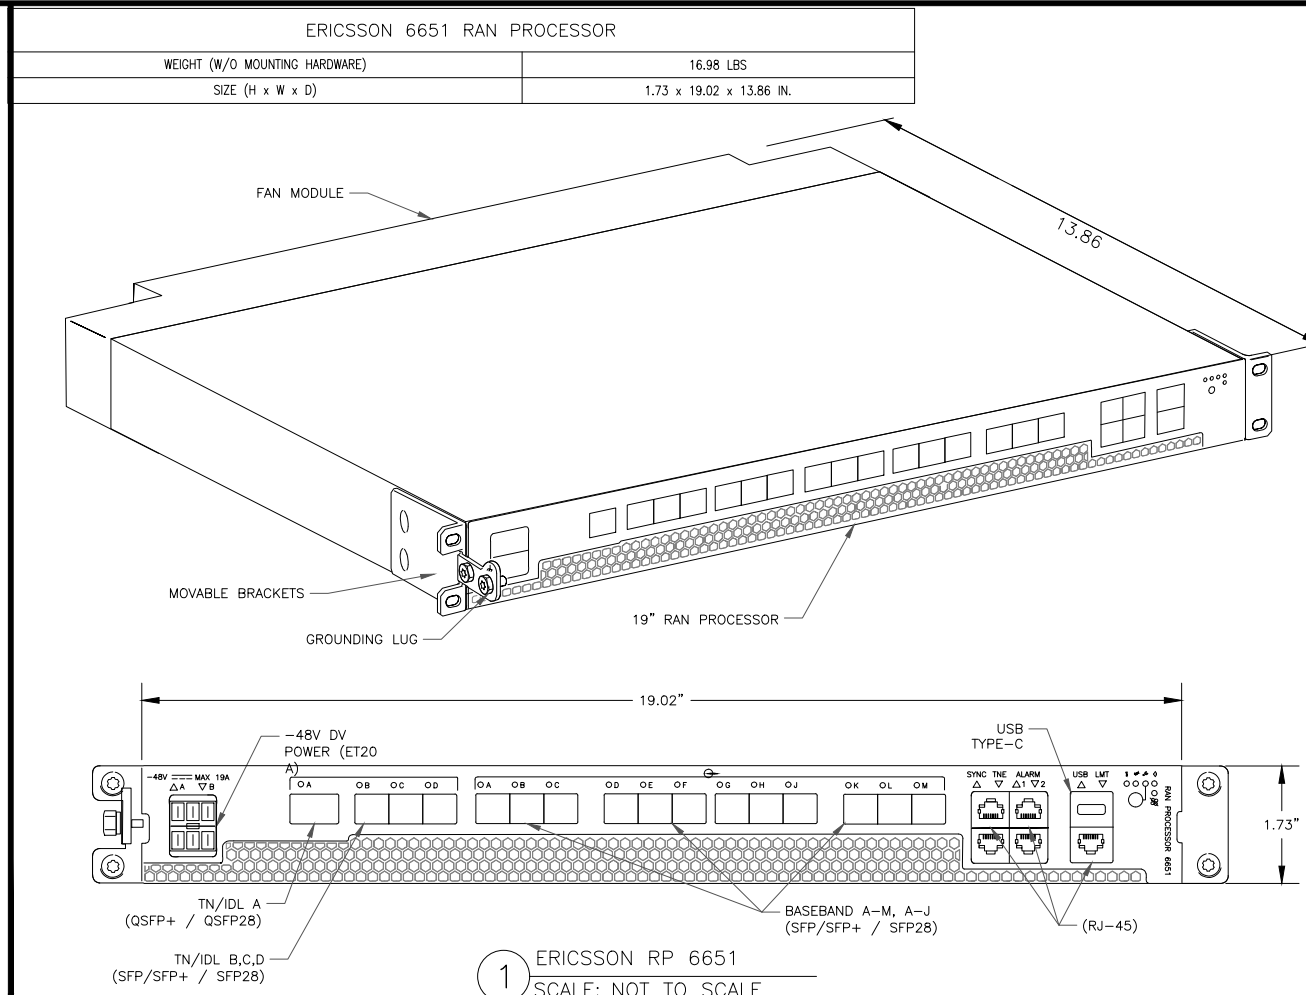 ERICSSON 6651 RAN PROCESSOR
WEIGHT (W/O MOUNTING HARDWARE) 16.98 LBS
SIZE (H x W x D) 1.73 x 19.02 x 13.86 IN.
FAN MODULE
13.86
MOVABLE BRACKETS
GROUNDING LUG
19" RAN PROCESSOR
19.02"
-48V DV
POWER (ET20
A)
USB
TYPE-C
-48V MAX 19A
A B
A B C D A B C D E F G H J K L M
SYNC TNE ALARM USB LMT
1 2
RAN PROCESSOR 6651
1.73"
TN/IDL A
(QSFP+ / QSFP28)
TN/IDL B,C,D
(SFP/SFP+ / SFP28)
BASEBAND A-M, A-J
(SFP/SFP+ / SFP28)
(RJ-45)
1 ERICSSON RP 6651
SCALE: NOT TO SCALE